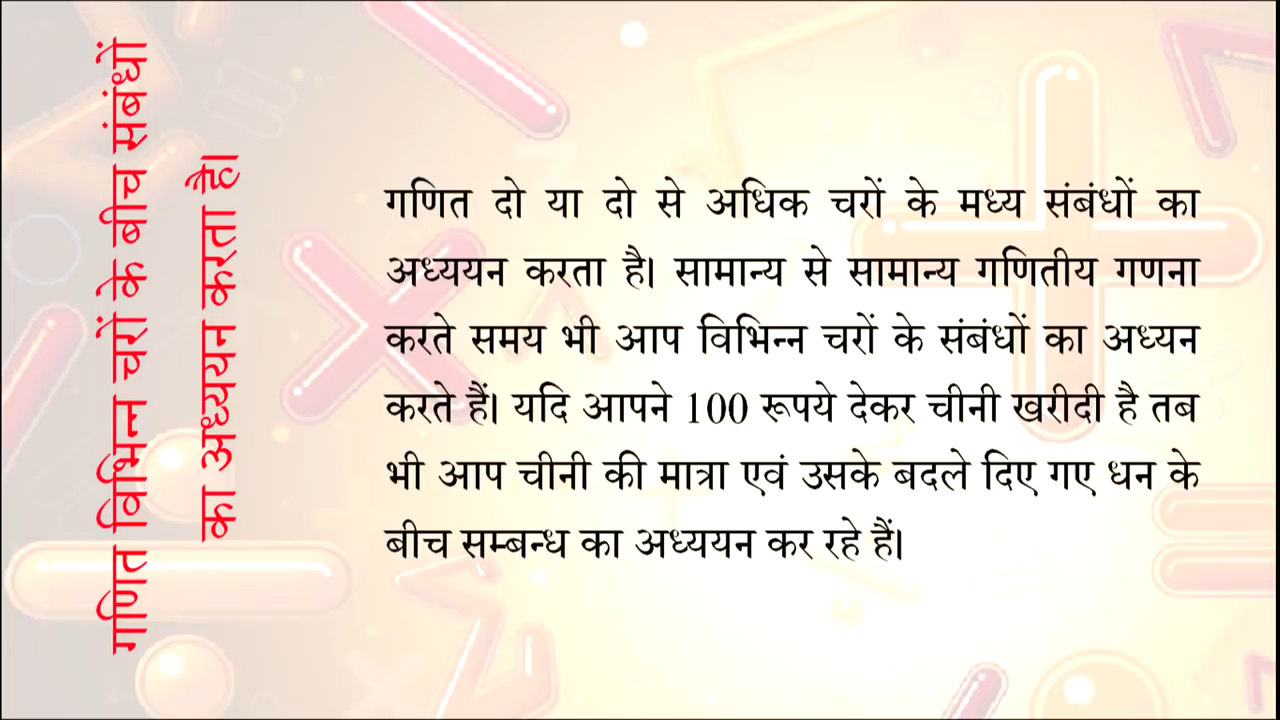 गणित विभिन्न चरों के बीच संबंधों
का अध्ययन करता है।
गणित दो या दो से अधिक चरों के मध्य संबंधों का
अध्ययन करता है। सामान्य से सामान्य गणितीय गणना
करते समय भी आप विभिन्न चरों के संबंधों का अध्यन
करते हैं। यदि आपने 100 रूपये देकर चीनी खरीदी है तब
भी आप चीनी की मात्रा एवं उसके बदले दिए गए धन के
बीच सम्बन्ध का अध्ययन कर रहे हैं।